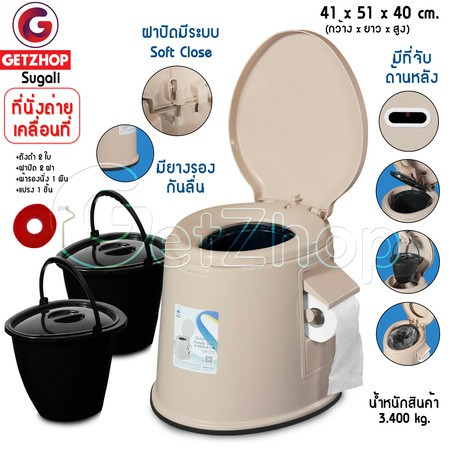 GETZHOP
Sugali
ที่นั่งถ่าย
เคลื่อนที่
+ถังดำ 2 ใบ
+ฝาปิด 2 ฝา
+ผ้ารองนั่ง 1 ผืน
+แปรง 1 ชิ้น
ฝาปิดมีระบบ
Soft Close
มียางรอง
กันลื่น
41 x 51 x 40 cm.
(กว้าง x ยาว x สูง)
มีที่จับ
ด้านหลัง
GetZhop
น้ำหนักสินค้า
3.400 kg.